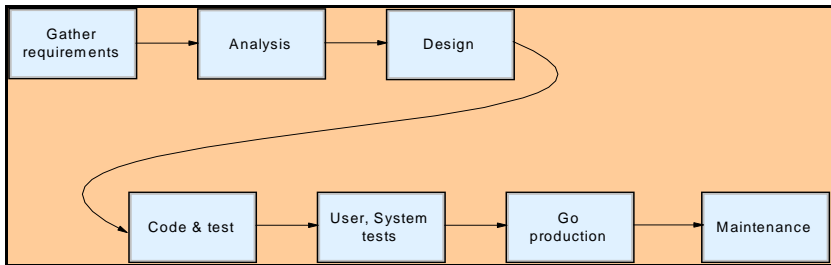 Gather
requirements
Analysis
Design
Code & test
User, System
tests
Go
production
Maintenance